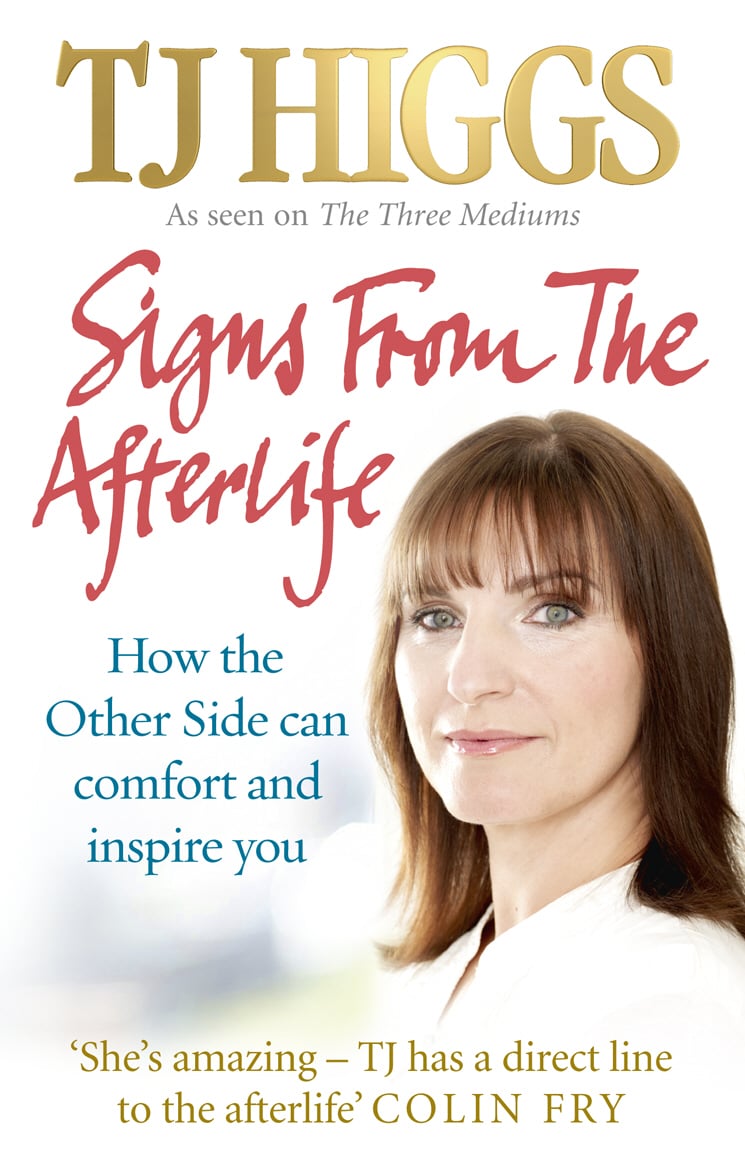 TJ HIGGS
As seen on The Three Mediums
Signs From The
Afterlife
How the
Other Side can
comfort and
inspire you
‘She’s amazing – TJ has a direct line
to the afterlife’ COLIN FRY